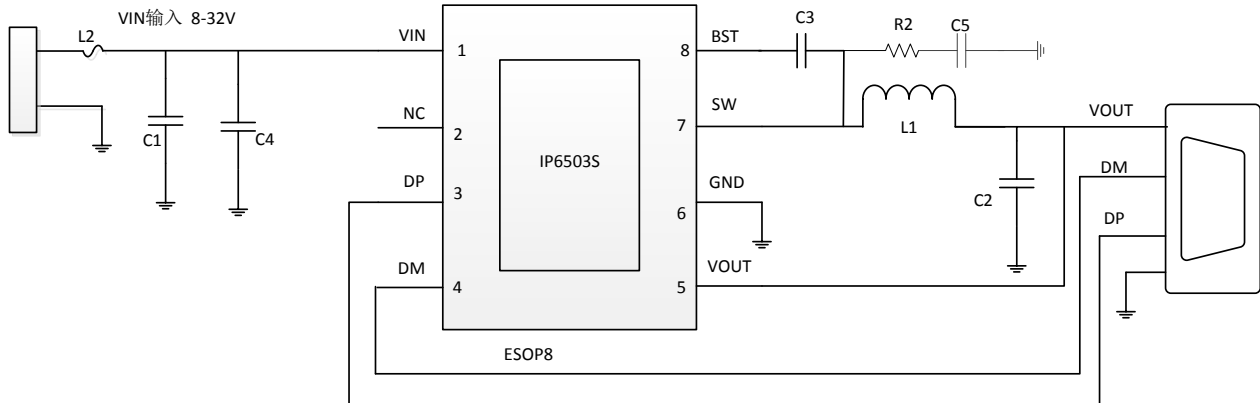 VIN输入 8-32V
L2
C1
C4
VIN
NC
DP
DM
1
2
3
4
IP6503S
8
7
6
5
BST
SW
GND
VOUT
ESOP8
C3
R2
C5
L1
C2
VOUT
DM
DP